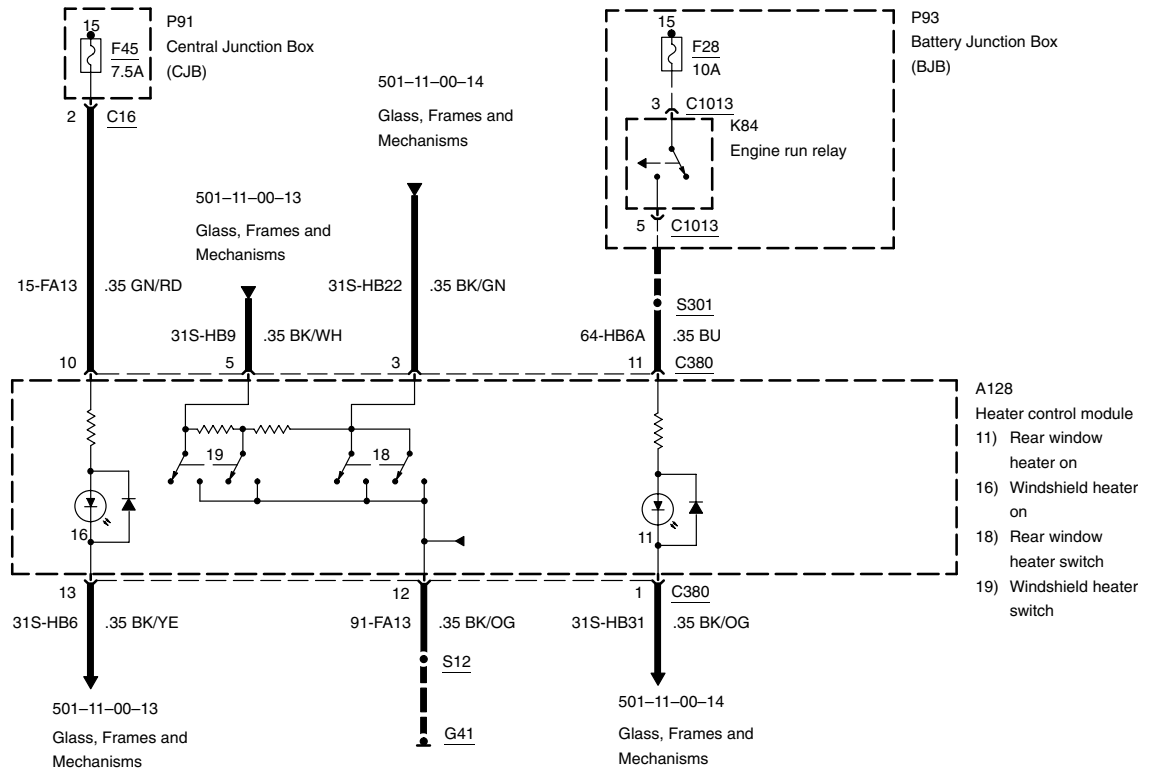 P91
Central Junction Box
(CJB)
15
F45
7.5A
2 C16
501–11–00–14
Glass, Frames and
Mechanisms
P93
Battery Junction Box
(BJB)
15
F28
10A
3 C1013
K84
Engine run relay
5 C1013
501–11–00–13
Glass, Frames and
Mechanisms
15-FA13 .35 GN/RD
31S-HB22 .35 BK/GN
S301
31S-HB9 .35 BK/WH
64-HB6A .35 BU
10 5 3 11 C380
A128
Heater control module
11) Rear window
heater on
16) Windshield heater
on
18) Rear window
heater switch
19) Windshield heater
switch
19 18
16 11
13 12 1 C380
31S-HB6 .35 BK/YE
91-FA13 .35 BK/OG
31S-HB31 .35 BK/OG
S12
G41
501–11–00–13
Glass, Frames and
Mechanisms
501–11–00–14
Glass, Frames and
Mechanisms